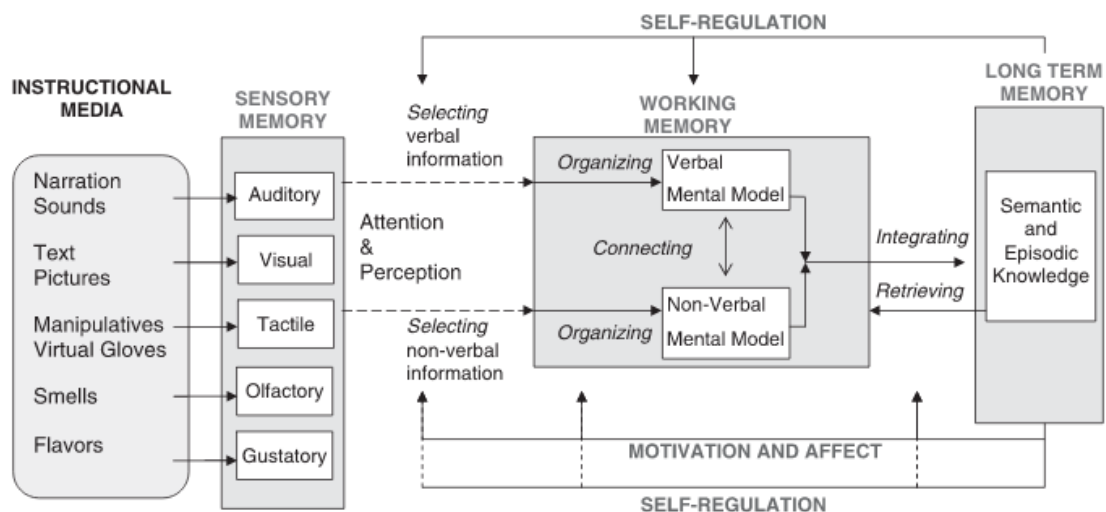 SELF-REGULATION
INSTRUCTIONAL
MEDIA
SENSORY
MEMORY
LONG TERM
MEMORY
WORKING
MEMORY
Selecting
verbal
information
Narration
Sounds
Text
Pictures
Manipulatives
Virtual Gloves
Smells
Flavors
Auditory
Visual
Tactile
Olfactory
Gustatory
Attention
&
Perception
Selecting
non-verbal
information
Organizing
Verbal
Mental Model
Connecting
Organizing
Non-Verbal
Mental Model
Integrating
Retrieving
Semantic
and
Episodic
Knowledge
MOTIVATION AND AFFECT
SELF-REGULATION